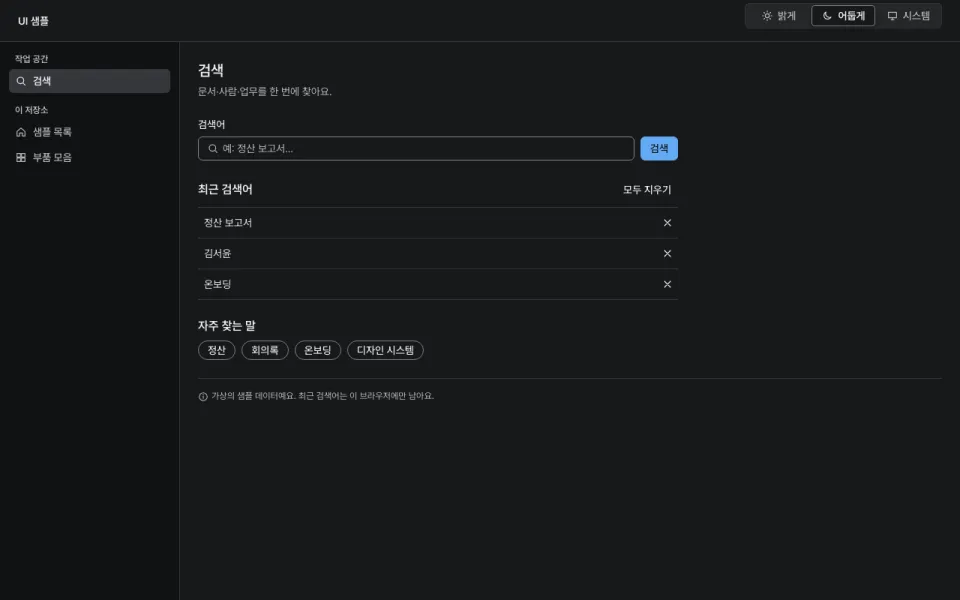 UI 샘플
밝게
어둡게
시스템
작업 공간
검색
이 저장소
샘플 목록
부품 모음
검색
문서·사람·업무를 한 번에 찾아요.
검색어
예: 정산 보고서...
검색
최근 검색어
모두 지우기
정산 보고서
김서윤
온보딩
자주 찾는 말
정산
회의록
온보딩
디자인 시스템
가상의 샘플 데이터예요. 최근 검색어는 이 브라우저에만 남아요.